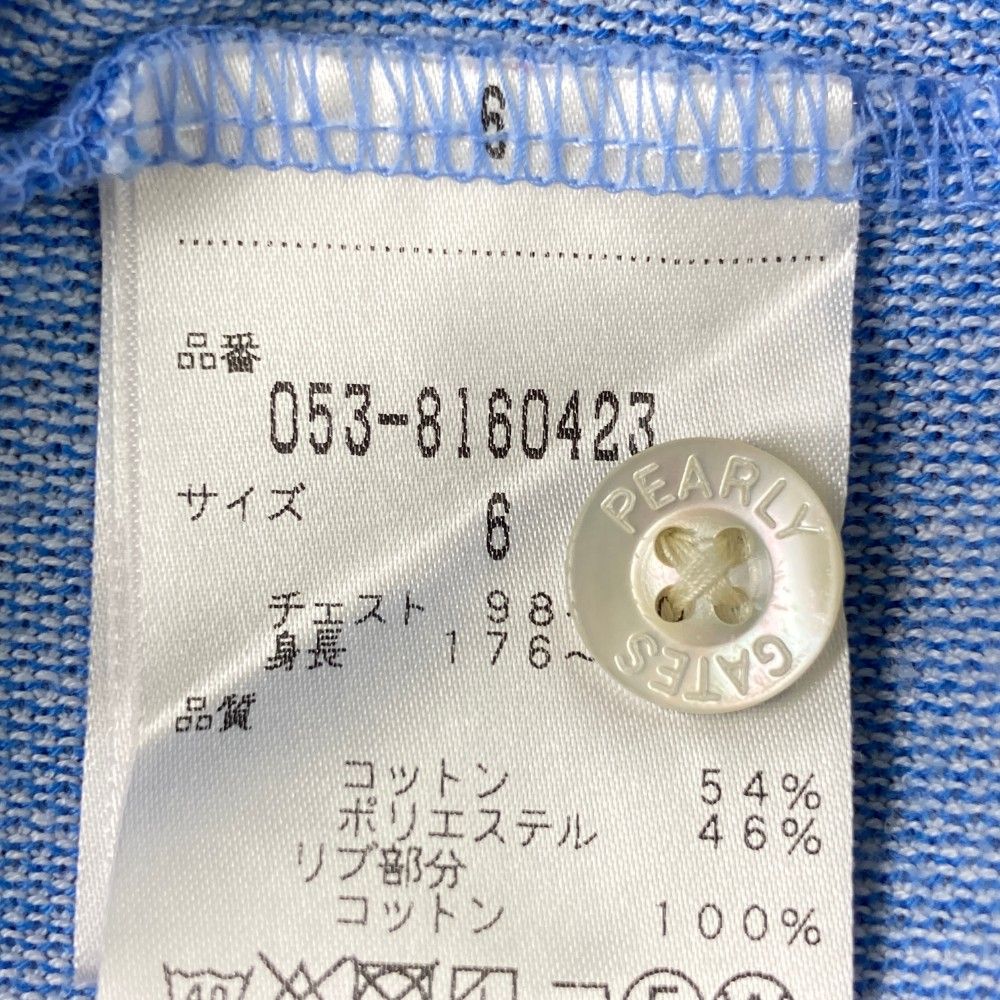 6
品番
053-8160423
サイズ 6
チェスト 98
身長 176~
品質
コットン 54%
ポリエステル 46%
リブ部分
コットン 100%
PEARLY GATES